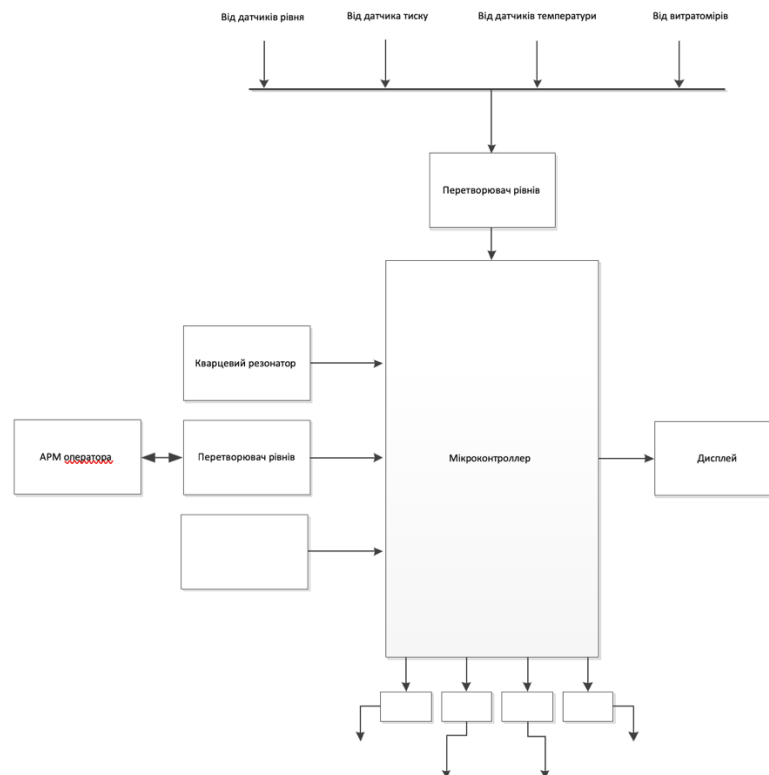 Від датчиків рівня
Від датчика тиску
Від датчиків температури
Від витратомірів
Перетворювач рівнів
Кварцевий резонатор
АРМ оператора
Перетворювач рівнів
Мікроконтроллер
Дисплей